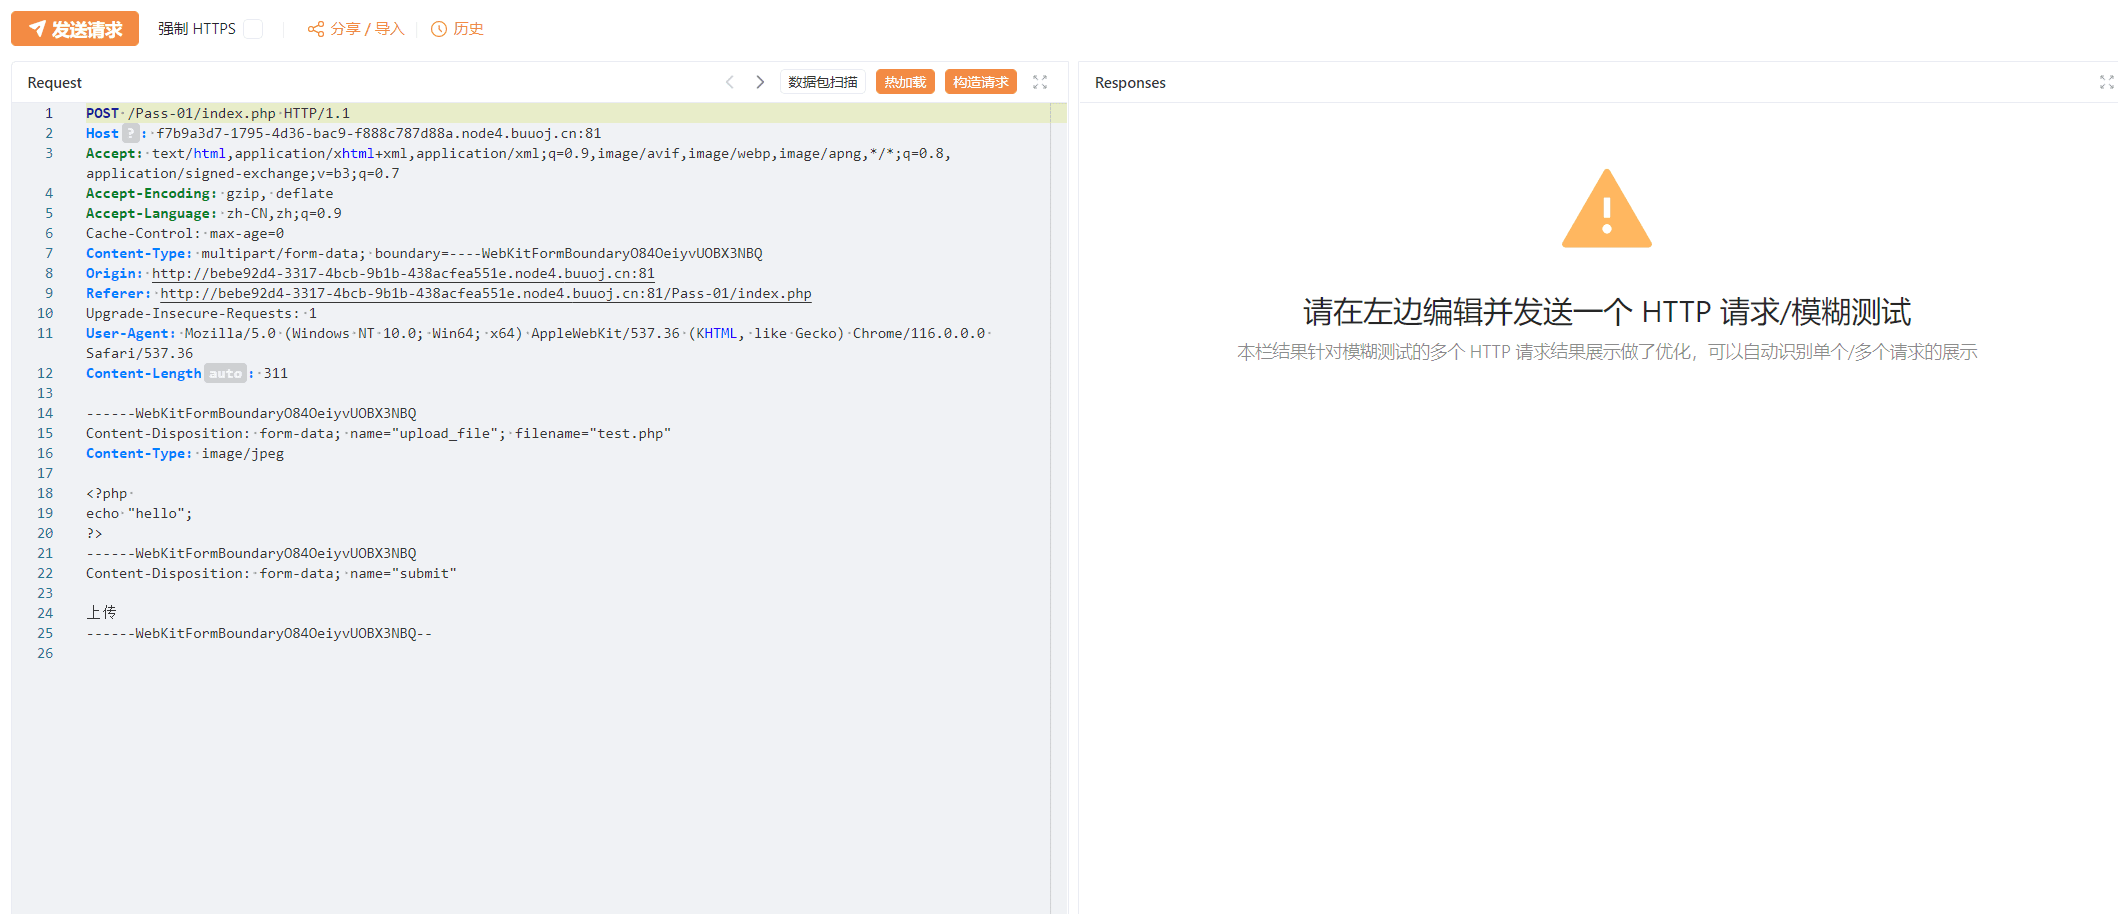 发送请求 强制 HTTPS 分享 / 导入 历史
Request 数据包扫描 热加载 构造请求
1 POST /Pass-01/index.php HTTP/1.1
2 Host ? : f7b9a3d7-1795-4d36-bac9-f888c787d88a.node4.buuoj.cn:81
3 Accept: text/html,application/xhtml+xml,application/xml;q=0.9,image/avif,image/webp,image/apng,*/*;q=0.8,
application/signed-exchange;v=b3;q=0.7
4 Accept-Encoding: gzip, deflate
5 Accept-Language: zh-CN,zh;q=0.9
6 Cache-Control: max-age=0
7 Content-Type: multipart/form-data; boundary=----WebKitFormBoundaryO84OeiyvUOBX3NBQ
8 Origin: http://bebe92d4-3317-4bcb-9b1b-438acfea551e.node4.buuoj.cn:81
9 Referer: http://bebe92d4-3317-4bcb-9b1b-438acfea551e.node4.buuoj.cn:81/Pass-01/index.php
10 Upgrade-Insecure-Requests: 1
11 User-Agent: Mozilla/5.0 (Windows NT 10.0; Win64; x64) AppleWebKit/537.36 (KHTML, like Gecko) Chrome/116.0.0.0
Safari/537.36
12 Content-Length auto : 311
13
14 ------WebKitFormBoundaryO84OeiyvUOBX3NBQ
15 Content-Disposition: form-data; name="upload_file"; filename="test.php"
16 Content-Type: image/jpeg
17
18 <?php
19 echo "hello";
20 ?>
21 ------WebKitFormBoundaryO84OeiyvUOBX3NBQ
22 Content-Disposition: form-data; name="submit"
23
24 上传
25 ------WebKitFormBoundaryO84OeiyvUOBX3NBQ--
26
Responses
请在左边编辑并发送一个 HTTP 请求/模糊测试
本栏结果针对模糊测试的多个 HTTP 请求结果展示做了优化，可以自动识别单个/多个请求的展示